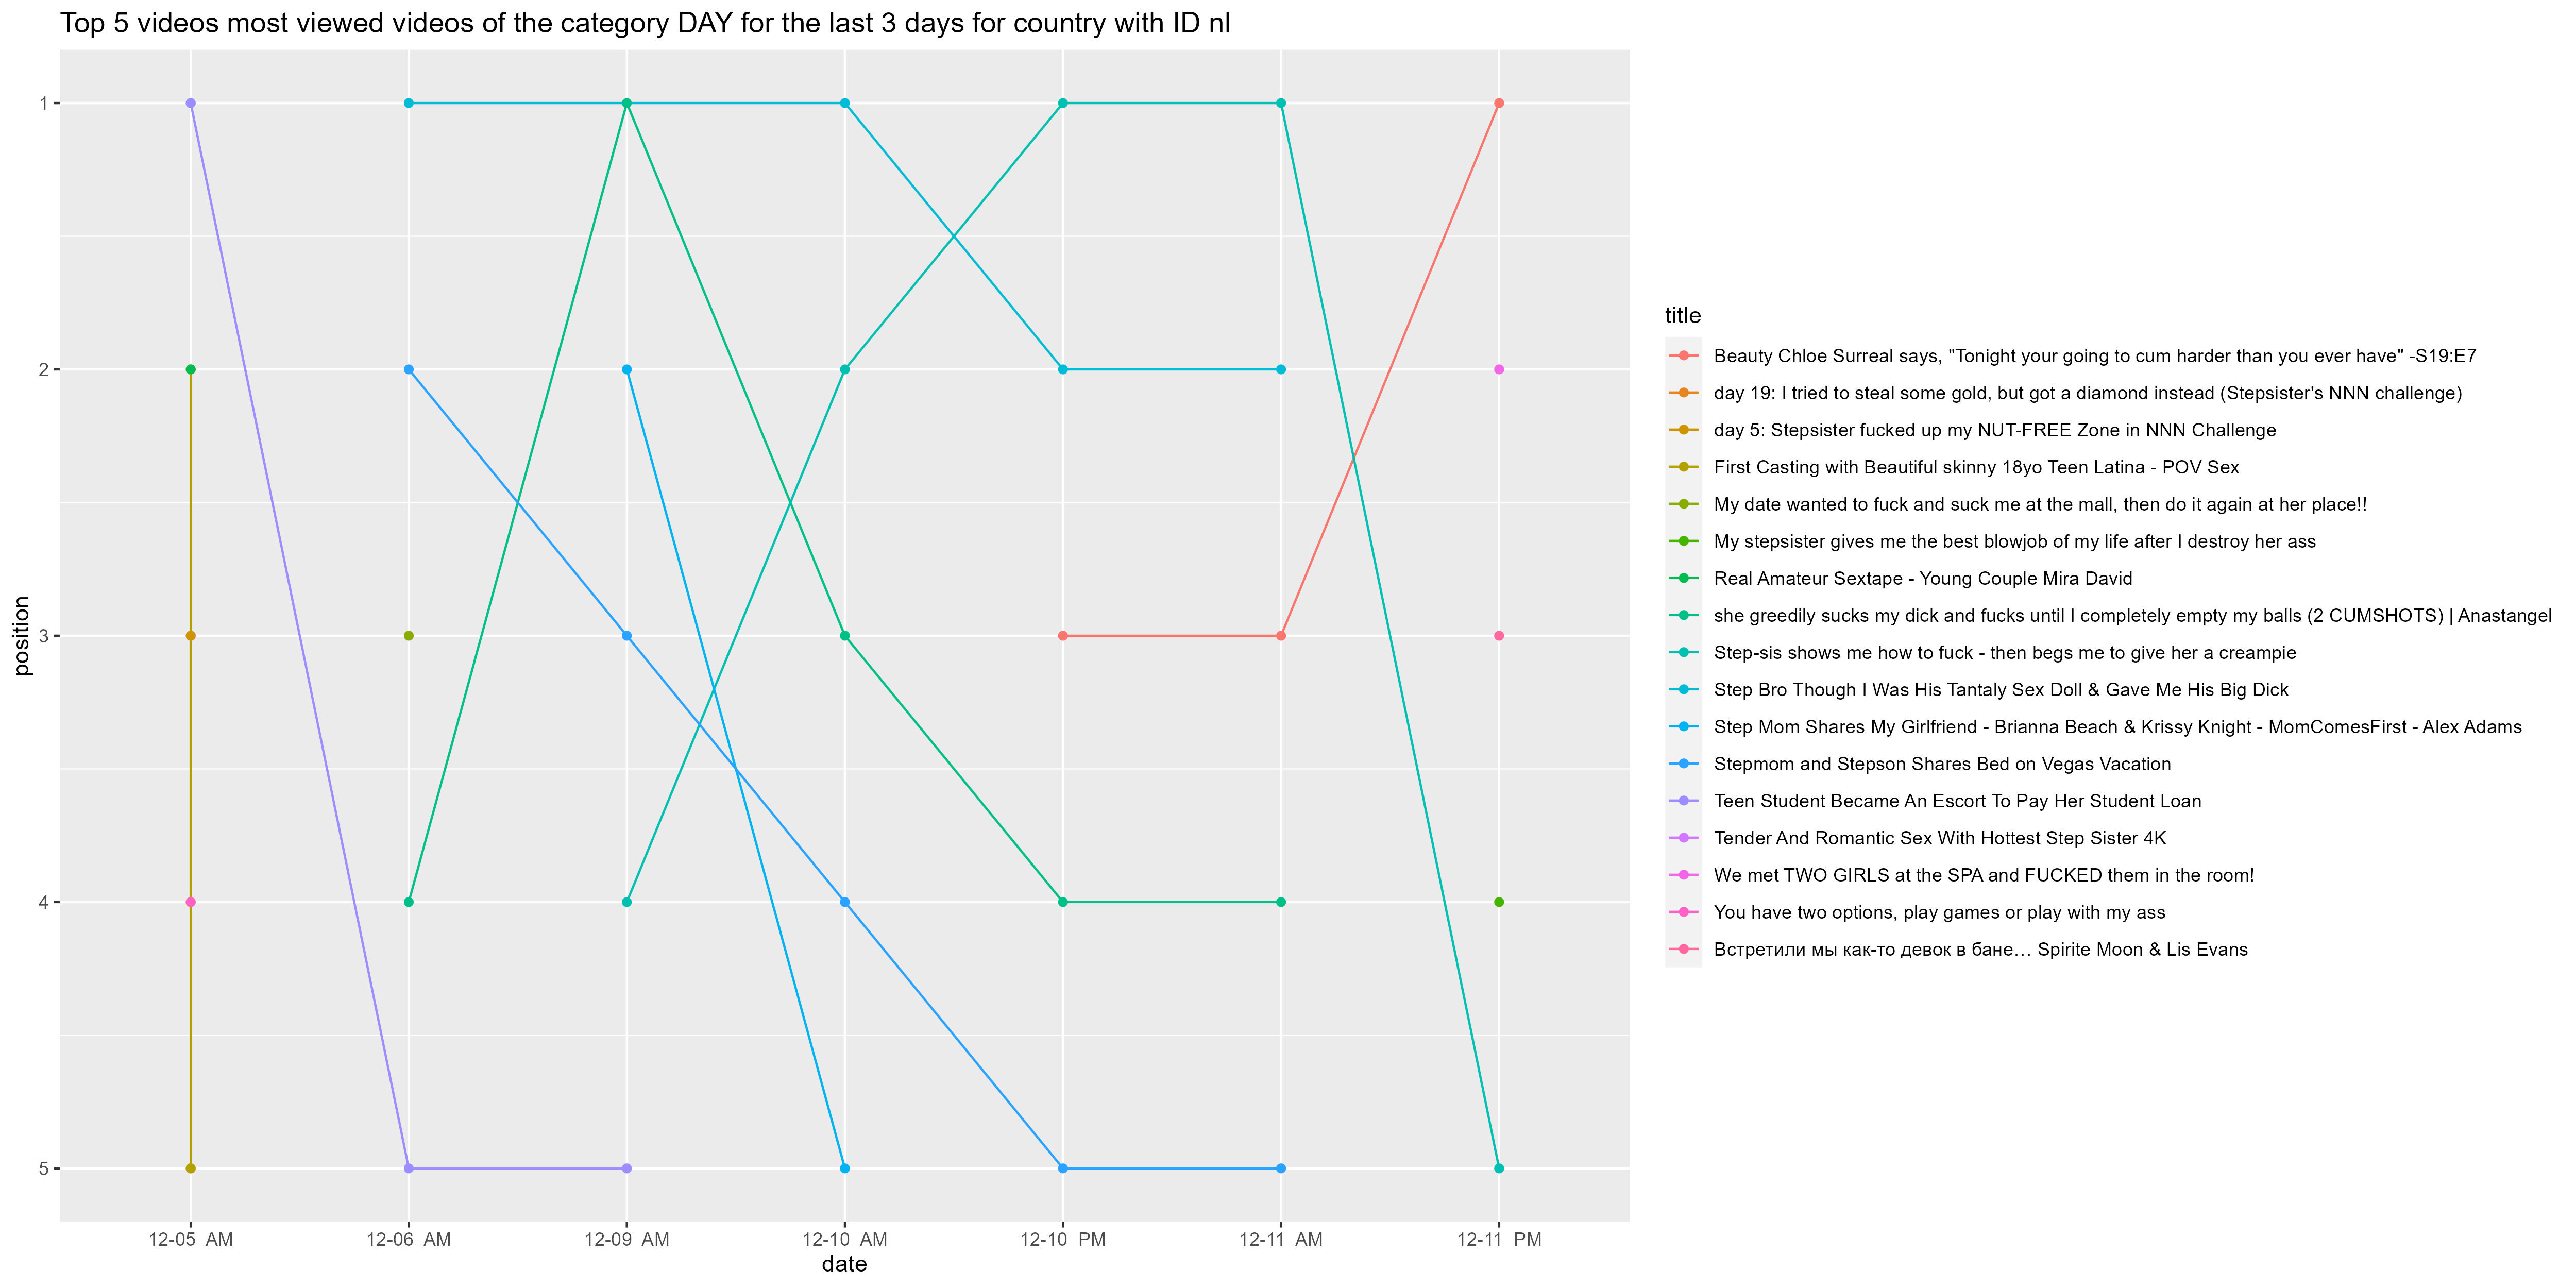 Top 5 videos most viewed videos of the category DAY for the last 3 days for country with ID nl
position
1
2
3
4
5
12-05 AM
12-06 AM
12-09 AM
12-10 AM
12-10 PM
12-11 AM
12-11 PM
date
title
Beauty Chloe Surreal says, "Tonight your going to cum harder than you ever have" -S19:E7
day 19: I tried to steal some gold, but got a diamond instead (Stepsister's NNN challenge)
day 5: Stepsister fucked up my NUT-FREE Zone in NNN Challenge
First Casting with Beautiful skinny 18yo Teen Latina - POV Sex
My date wanted to fuck and suck me at the mall, then do it again at her place!!
My stepsister gives me the best blowjob of my life after I destroy her ass
Real Amateur Sextape - Young Couple Mira David
she greedily sucks my dick and fucks until I completely empty my balls (2 CUMSHOTS) | Anastangel
Step-sis shows me how to fuck - then begs me to give her a creampie
Step Bro Though I Was His Tantaly Sex Doll & Gave Me His Big Dick
Step Mom Shares My Girlfriend - Brianna Beach & Krissy Knight - MomComesFirst - Alex Adams
Stepmom and Stepson Shares Bed on Vegas Vacation
Teen Student Became An Escort To Pay Her Student Loan
Tender And Romantic Sex With Hottest Step Sister 4K
We met TWO GIRLS at the SPA and FUCKED them in the room!
You have two options, play games or play with my ass
Встретили мы как-то девок в бане… Spirite Moon & Lis Evans